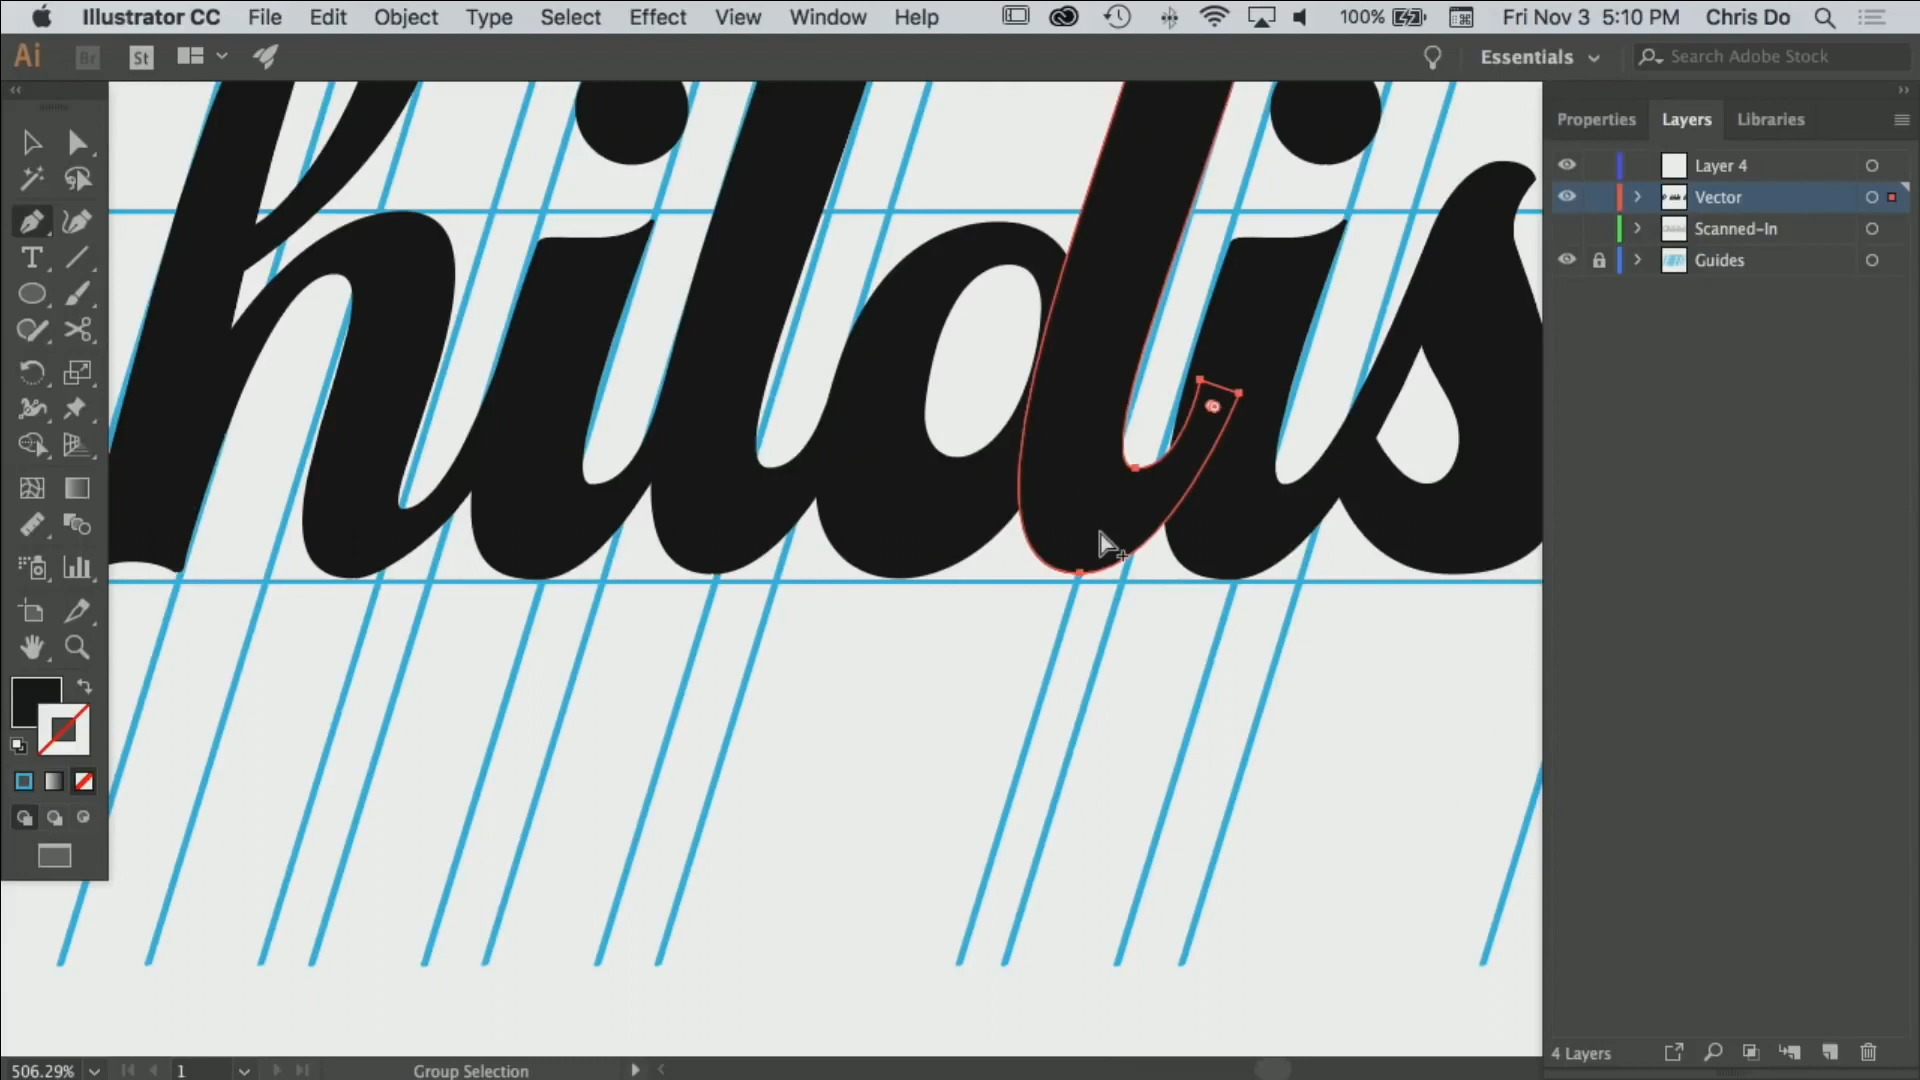 Illustrator CC File Edit Object Type Select Effect View Window Help 100% Fri Nov 3 5:10 PM Chris Do
Ai Br St Essentials Search Adobe Stock
Properties Layers Libraries
Layer 4
Vector
Scanned-In
Guides
hildis
4 Layers
506.29% 1 Group Selection